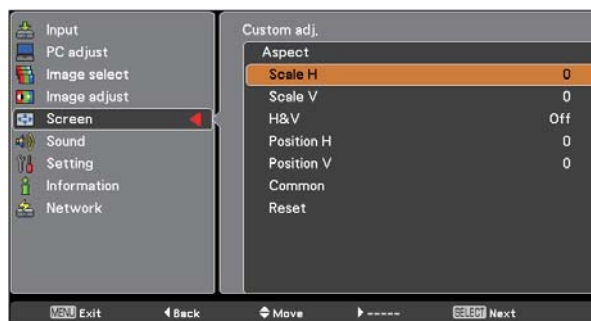 Input
PC adjust
Image select
Image adjust
Screen
Sound
Setting
Information
Network
Custom adj.
Aspect
Scale H 0
Scale V 0
H&V Off
Position H 0
Position V 0
Common
Reset
MENU Exit Back Move ----- SELECT Next